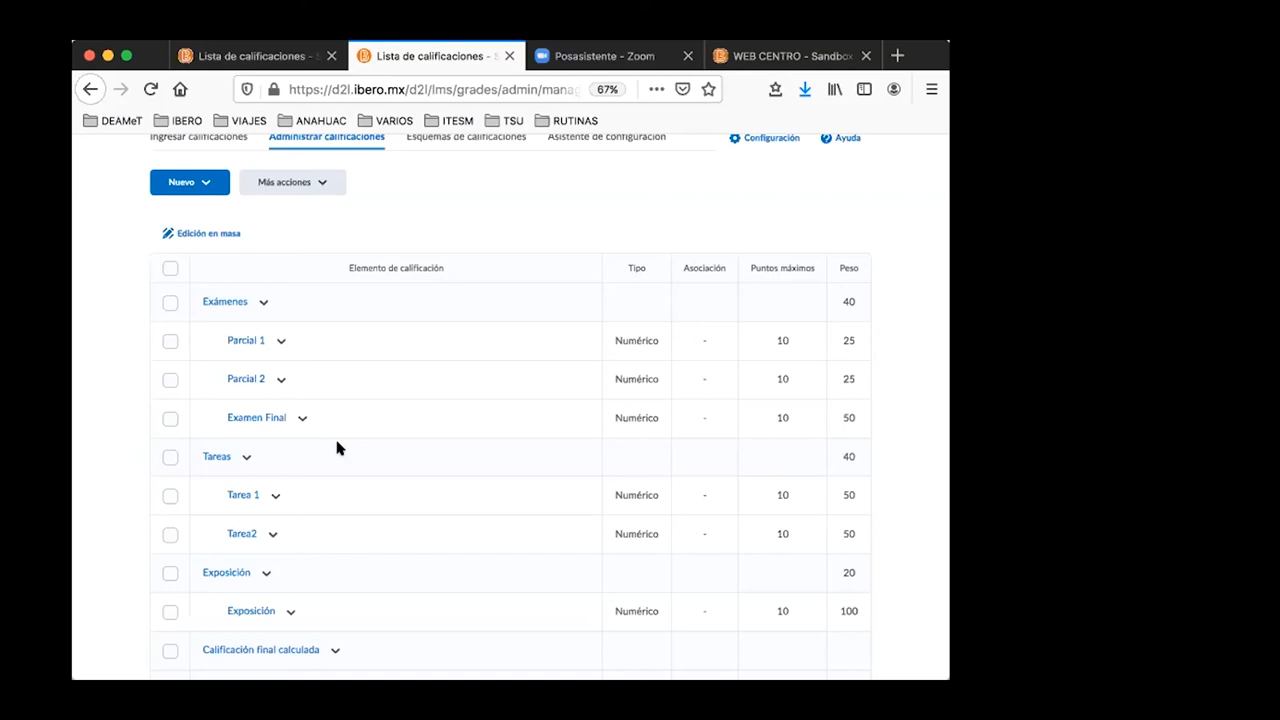 Lista de calificaciones - S
Lista de calificaciones - S
Posasistente - Zoom
WEB CENTRO - Sandbox
https://d2l.ibero.mx/d2l/lms/grades/admin/mana
67%
DEAMeT
IBERO
VIAJES
ANAHUAC
VARIOS
ITESM
TSU
RUTINAS
Ingresar calificaciones
Administrar calificaciones
Esquemas de calificaciones
Asistente de configuración
Configuración
Ayuda
Nuevo
Más acciones
Edición en masa
Elemento de calificación Tipo Asociación Puntos máximos Peso
Exámenes 40
Parcial 1 Numérico - 10 25
Parcial 2 Numérico - 10 25
Examen Final Numérico - 10 50
Tareas 40
Tarea 1 Numérico - 10 50
Tarea2 Numérico - 10 50
Exposición 20
Exposición Numérico - 10 100
Calificación final calculada